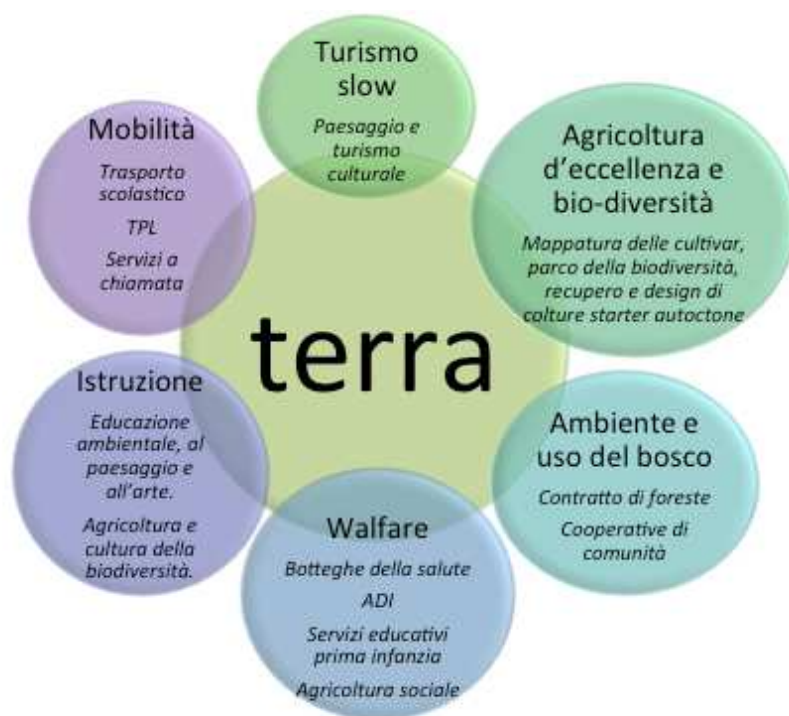 Turismo
slow
Paesaggio e
turismo
culturale
Agricoltura
d'eccellenza e
bio-diversità
Mappatura delle cultivar,
parco della biodiversità,
recupero e design di
colture starter autoctone
Ambiente e
uso del bosco
Contratto di foreste
Cooperative di
comunità
Walfare
Botteghe della salute
ADI
Servizi educativi
prima infanzia
Agricoltura sociale
Istruzione
Educazione
ambientale, al
paesaggio e
all'arte.
Agricoltura e
cultura della
biodiversità.
Mobilità
Trasporto
scolastico
TPL
Servizi a
chiamata
terra